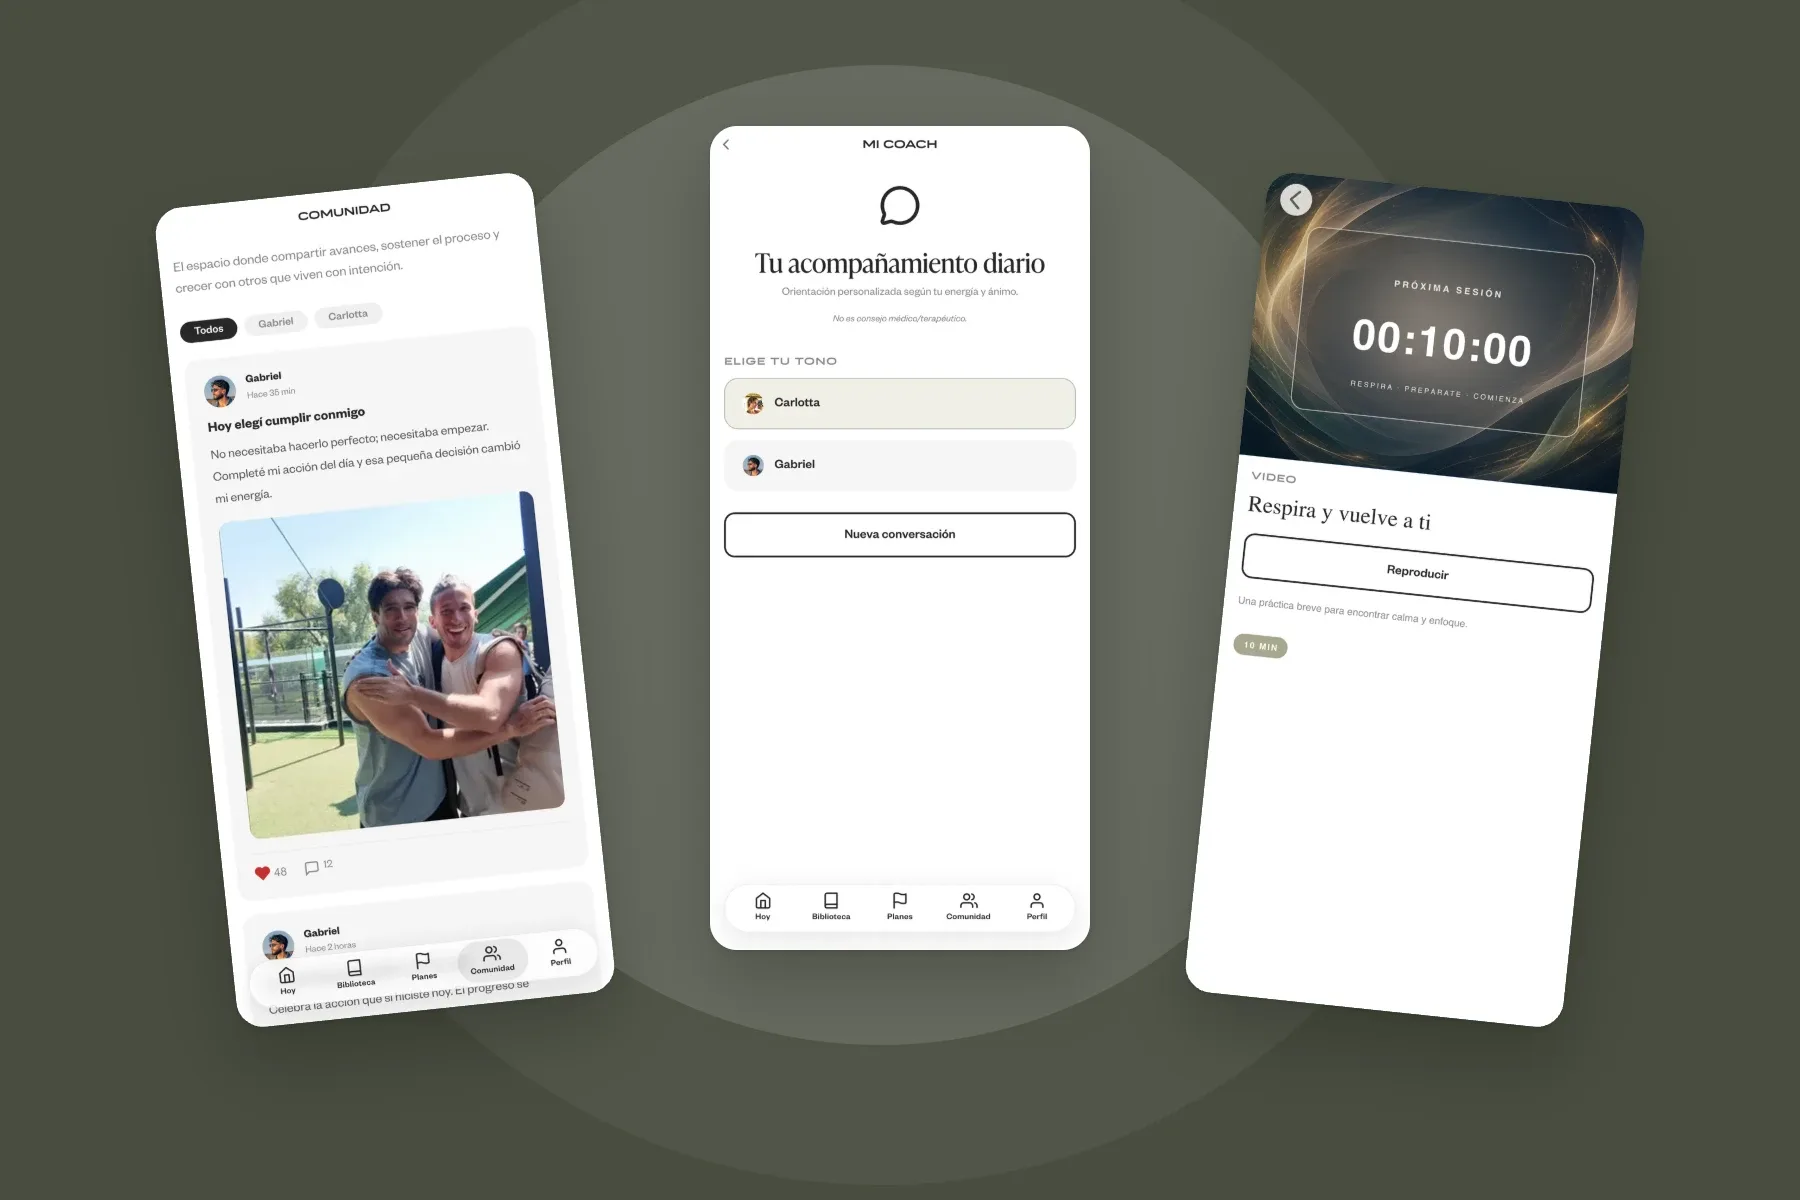 COMUNIDAD
El espacio donde compartir avances, sostener el proceso y
crecer con otros que viven con intención.
Todos
Gabriel
Carlotta
Gabriel
Hace 35 min
Hoy elegí cumplir conmigo
No necesitaba hacerlo perfecto; necesitaba empezar.
Completé mi acción del día y esa pequeña decisión cambió
mi energía.
48
12
Gabriel
Hace 2 horas
Hoy
Biblioteca
Planes
Comunidad
Perfil
Celebra la acción que sí hiciste hoy. El progreso se
MI COACH
Tu acompañamiento diario
Orientación personalizada según tu energía y ánimo.
No es consejo médico/terapéutico.
ELIGE TU TONO
Carlotta
Gabriel
Nueva conversación
Hoy
Biblioteca
Planes
Comunidad
Perfil
PRÓXIMA SESIÓN
00:10:00
RESPIRA · PREPÁRATE · COMIENZA
VIDEO
Respira y vuelve a ti
Reproducir
Una práctica breve para encontrar calma y enfoque.
10 MIN